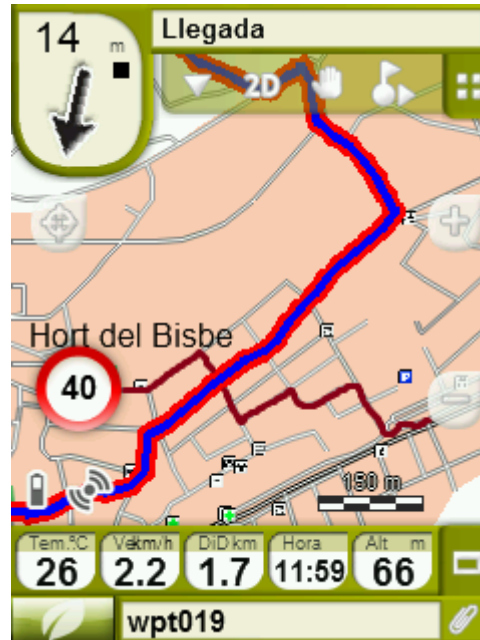 14 m
Llegada
2D
Hort del Bisbe
40
150 m
Tem.ºC
Vel km/h
DiD km
Hora
Alt m
26
2.2
1.7
11:59
66
wpt019